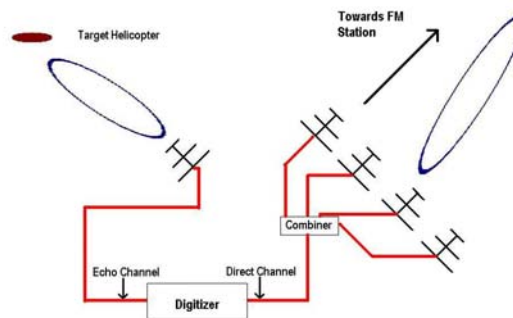 Target Helicopter
Towards FM
Station
Combiner
Echo Channel
Direct Channel
Digitizer